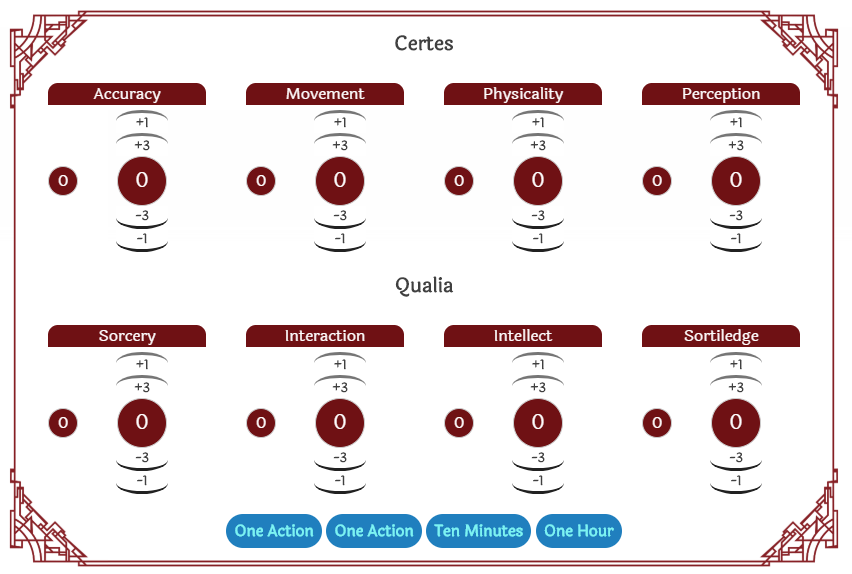 Certes
Accuracy Movement Physicality Perception
+1 +1 +1 +1
+3 +3 +3 +3
0 0 0 0 0 0 0 0
-3 -3 -3 -3
-1 -1 -1 -1
Qualia
Sorcery Interaction Intellect Sortiledge
+1 +1 +1 +1
+3 +3 +3 +3
0 0 0 0 0 0 0 0
-3 -3 -3 -3
-1 -1 -1 -1
One Action One Action Ten Minutes One Hour